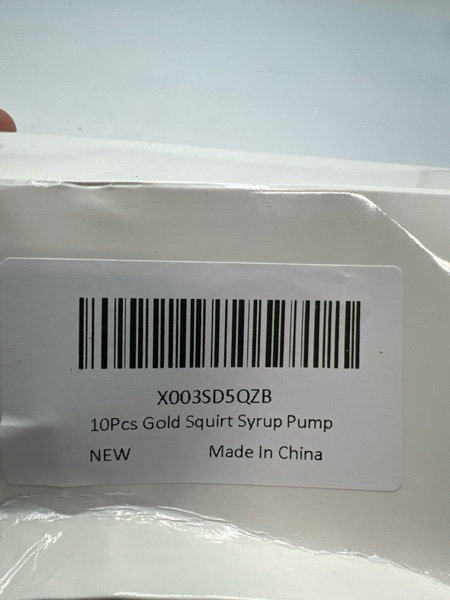 X003SD5QZB
10Pcs Gold Squirt Syrup Pump
NEW Made In China